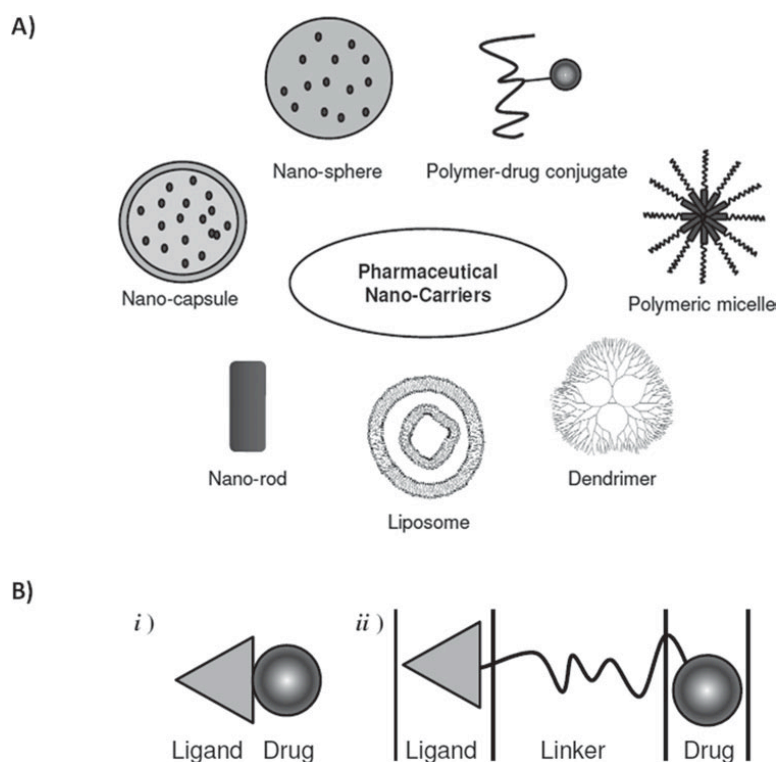 A)
Nano-sphere
Polymer-drug conjugate
Nano-capsule
Pharmaceutical
Nano-Carriers
Polymeric micelle
Nano-rod
Liposome
Dendrimer
B)
i )
ii )
Ligand Drug
Ligand Linker Drug